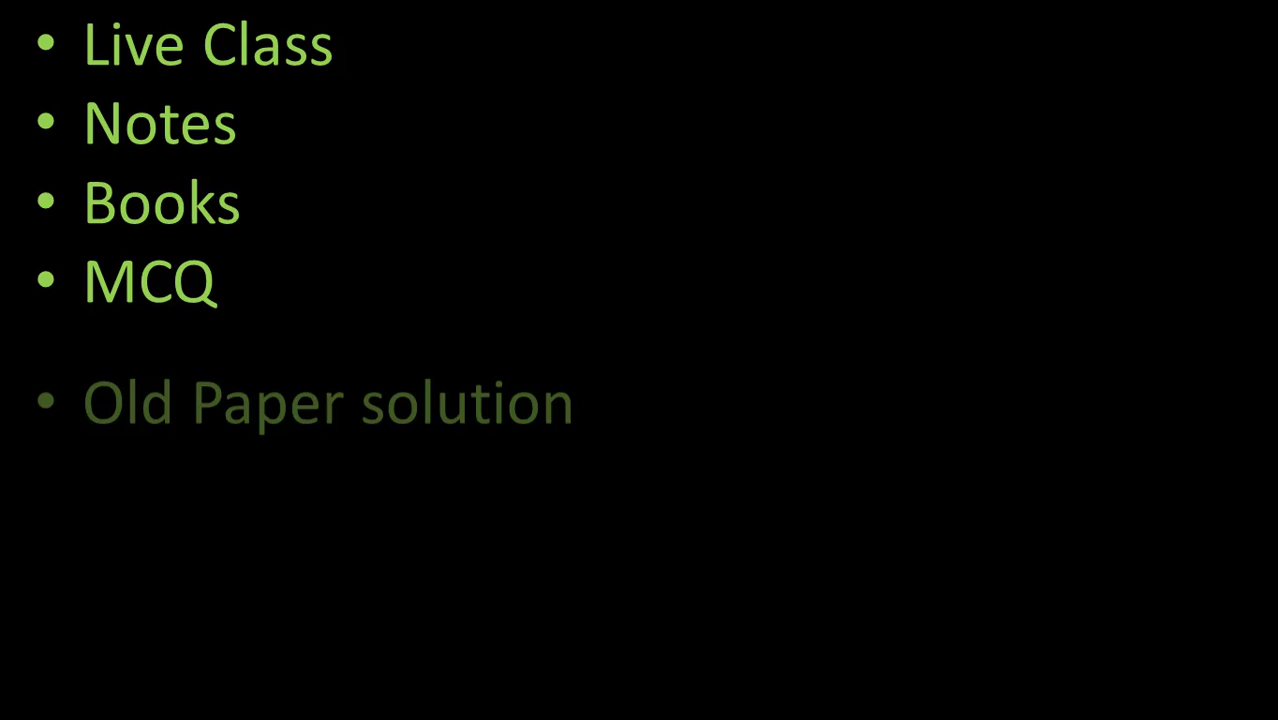 • Live Class
• Notes
• Books
• MCQ
• Old Paper solution